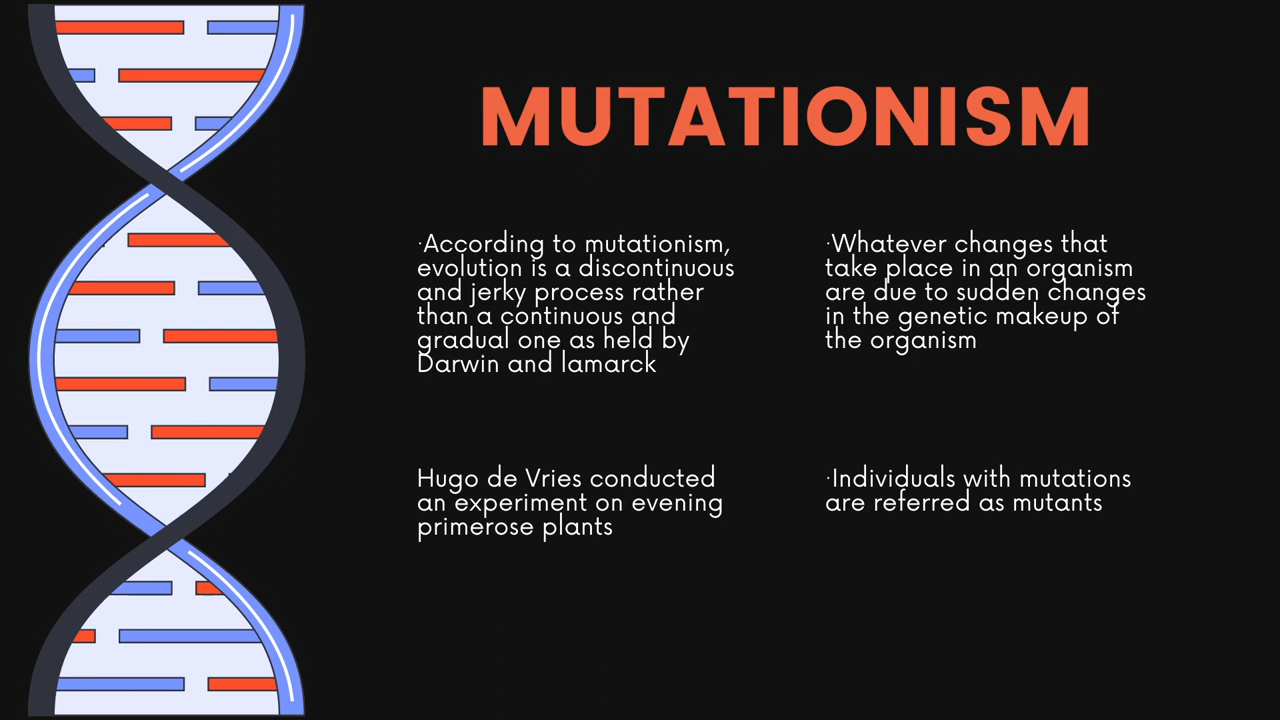 MUTATIONISM
·According to mutationism,
evolution is a discontinuous
and jerky process rather
than a continuous and
gradual one as held by
Darwin and lamarck
·Whatever changes that
take place in an organism
are due to sudden changes
in the genetic makeup of
the organism
Hugo de Vries conducted
an experiment on evening
primerose plants
·Individuals with mutations
are referred as mutants